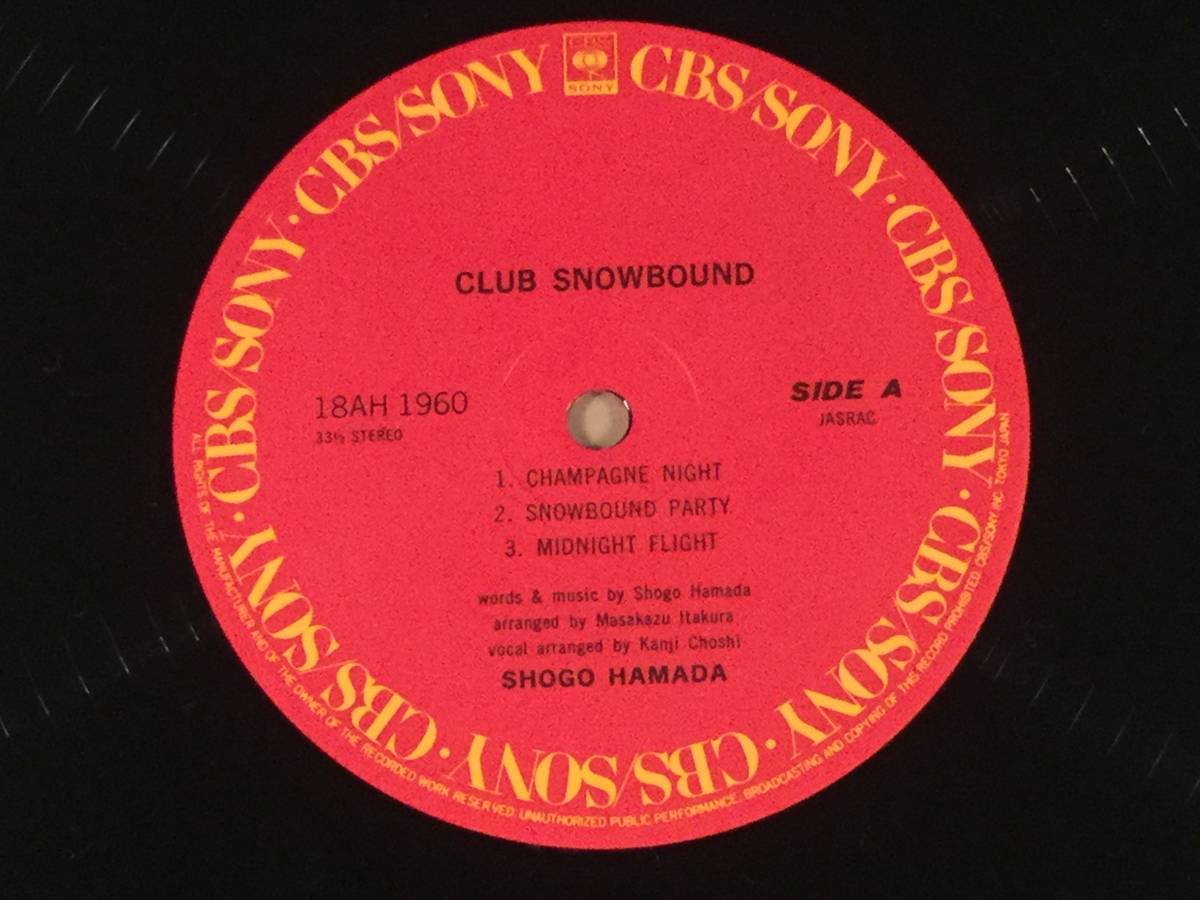 CBS
SONY
CBS/SONY · CBS/SONY · CBS/SONY · CBS/SONY · CBS/SONY · CBS/SONY · CBS/SONY · CBS/SONY
CLUB SNOWBOUND
18AH 1960
33⅓ STEREO
SIDE A
JASRAC
1. CHAMPAGNE NIGHT
2. SNOWBOUND PARTY
3. MIDNIGHT FLIGHT
words & music by Shogo Hamada
arranged by Masakazu Itakura
vocal arranged by Kanji Choshi
SHOGO HAMADA
ALL RIGHTS OF THE MANUFACTURER AND OF THE OWNER OF THE RECORDED WORK RESERVED. UNAUTHORIZED PUBLIC PERFORMANCE, BROADCASTING AND COPYING OF THIS RECORD PROHIBITED. CBS/SONY INC. TOKYO JAPAN